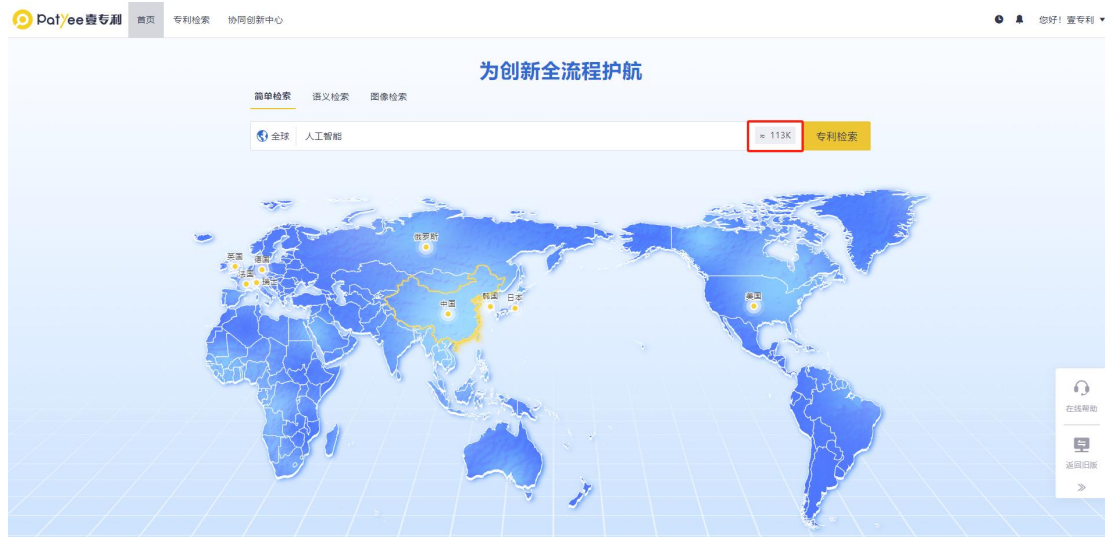 Patyee壹专利 首页 专利检索 协同创新中心 您好！壹专利
为创新全流程护航
简单检索 语义检索 图像检索
全球 人工智能 ≈ 113K 专利检索
俄罗斯
英国 德国
法国 瑞士
中国 韩国 日本
美国
在线帮助
返回旧版